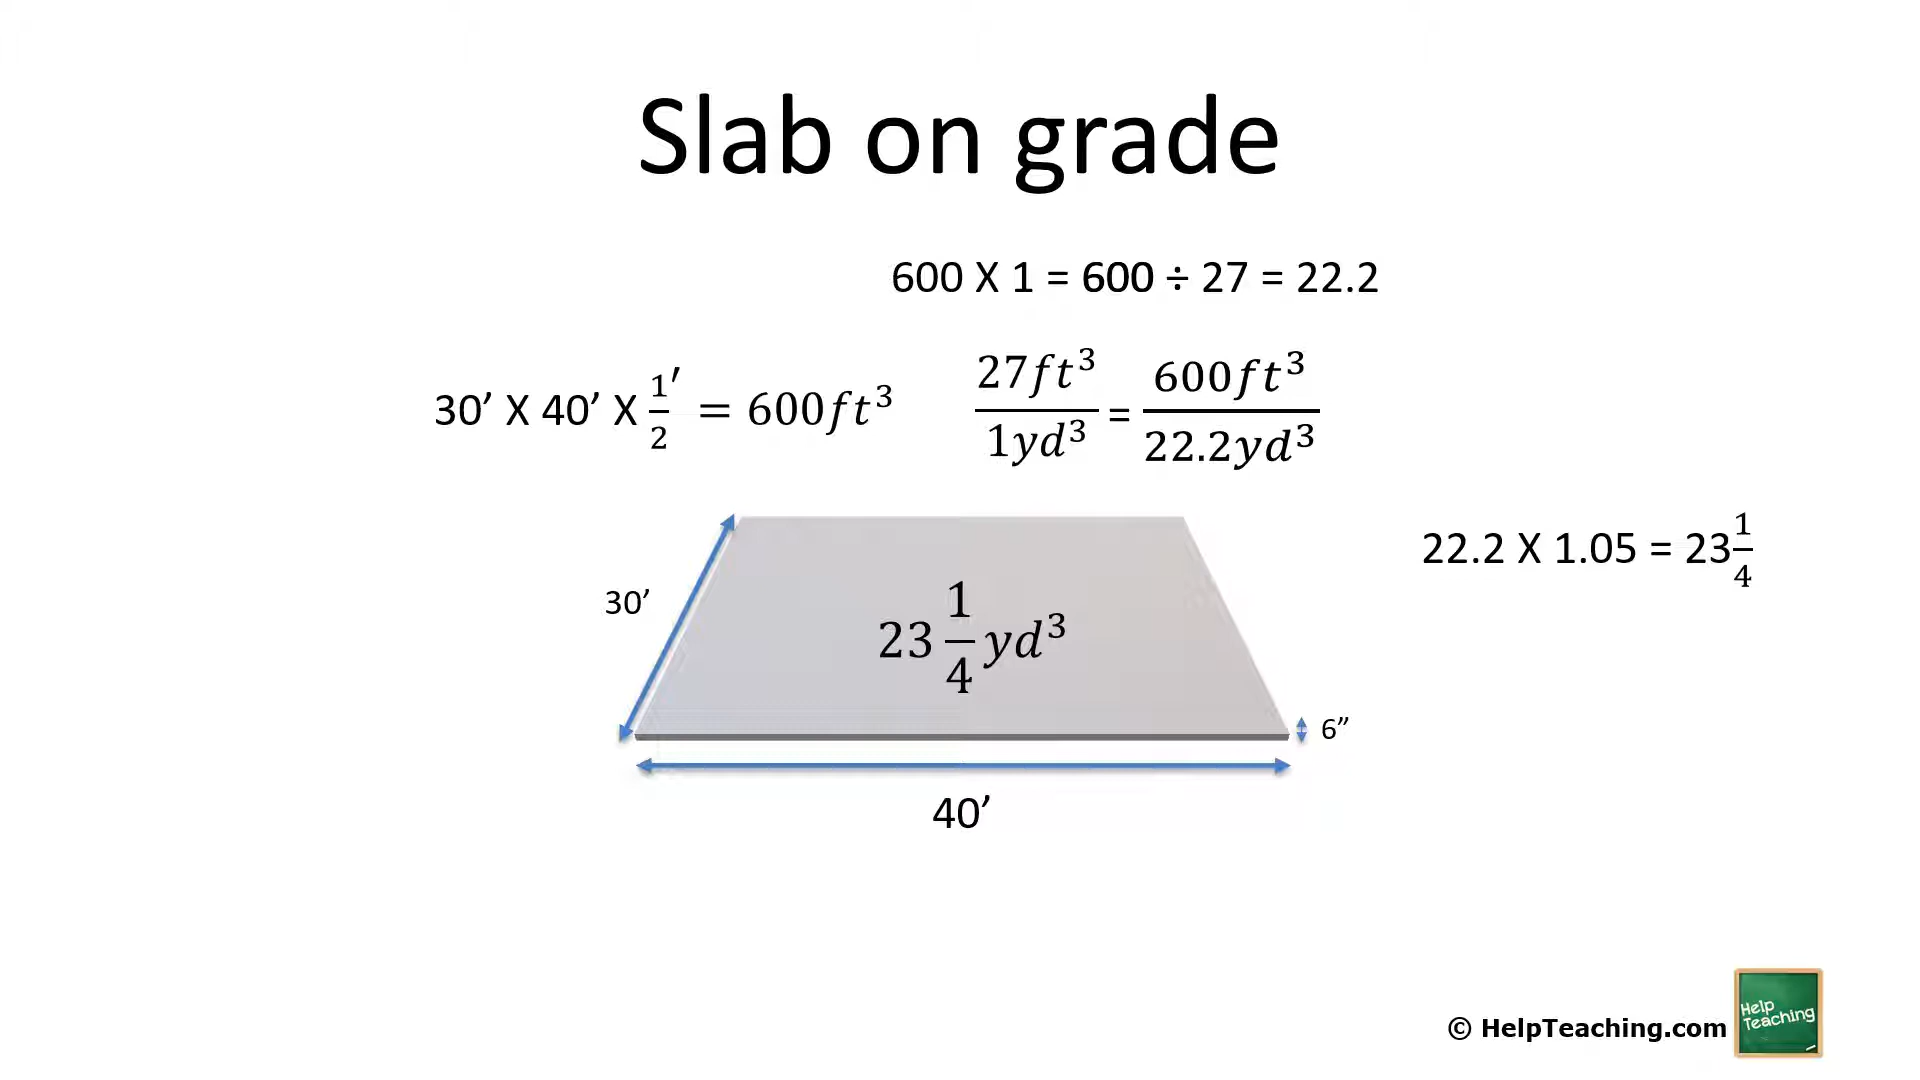 Slab on grade
600 X 1 = 600 ÷ 27 = 22.2
30’ X 40’ X 1/2′ = 600ft³
27ft³/1yd³ = 600ft³/22.2yd³
22.2 X 1.05 = 23 1/4
30’
23 1/4 yd³
6”
40’
© HelpTeaching.com
Help
Teaching